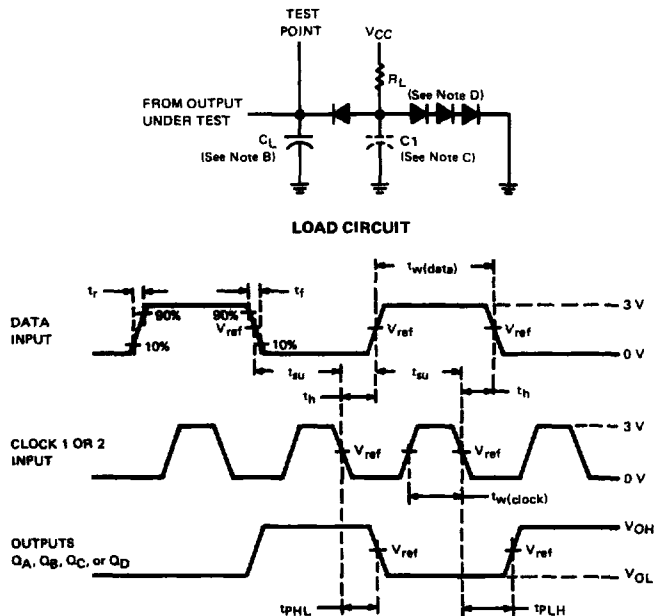 TEST
POINT
VCC
RL
(See Note D)
FROM OUTPUT
UNDER TEST
CL
(See Note B)
C1
(See Note C)
LOAD CIRCUIT
tw(data)
tr
tf
3 V
90%
90%
DATA
INPUT
Vref
Vref
Vref
10%
10%
0 V
tsu
tsu
th
th
3 V
CLOCK 1 OR 2
INPUT
Vref
Vref
0 V
tw(clock)
VOH
OUTPUTS
QA, QB, QC, or QD
Vref
Vref
VOL
tPHL
tPLH